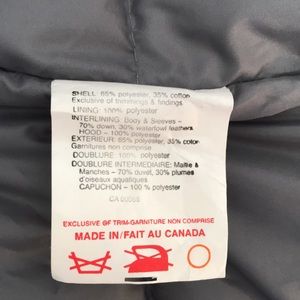 SHELL: 65% polyester, 35% cotton
Exclusive of trimmings & findings
LINING: 100% polyester
INTERLINING: Body & Sleeves -
70% down, 30% waterfowl feathers
HOOD - 100% polyester
EXTERIEUR: 65% polyester, 35% coton
Garnitures non comprise
DOUBLURE: 100% polyester
DOUBLURE INTERMEDIAIRE: Malle &
Manches - 70% duvet, 30% plumes
d'oiseaux aquatiques
CAPUCHON - 100 % polyester
CA
EXCLUSIVE OF TRIM-GARNITURE NON COMPRISE
MADE IN/FAIT AU CANADA